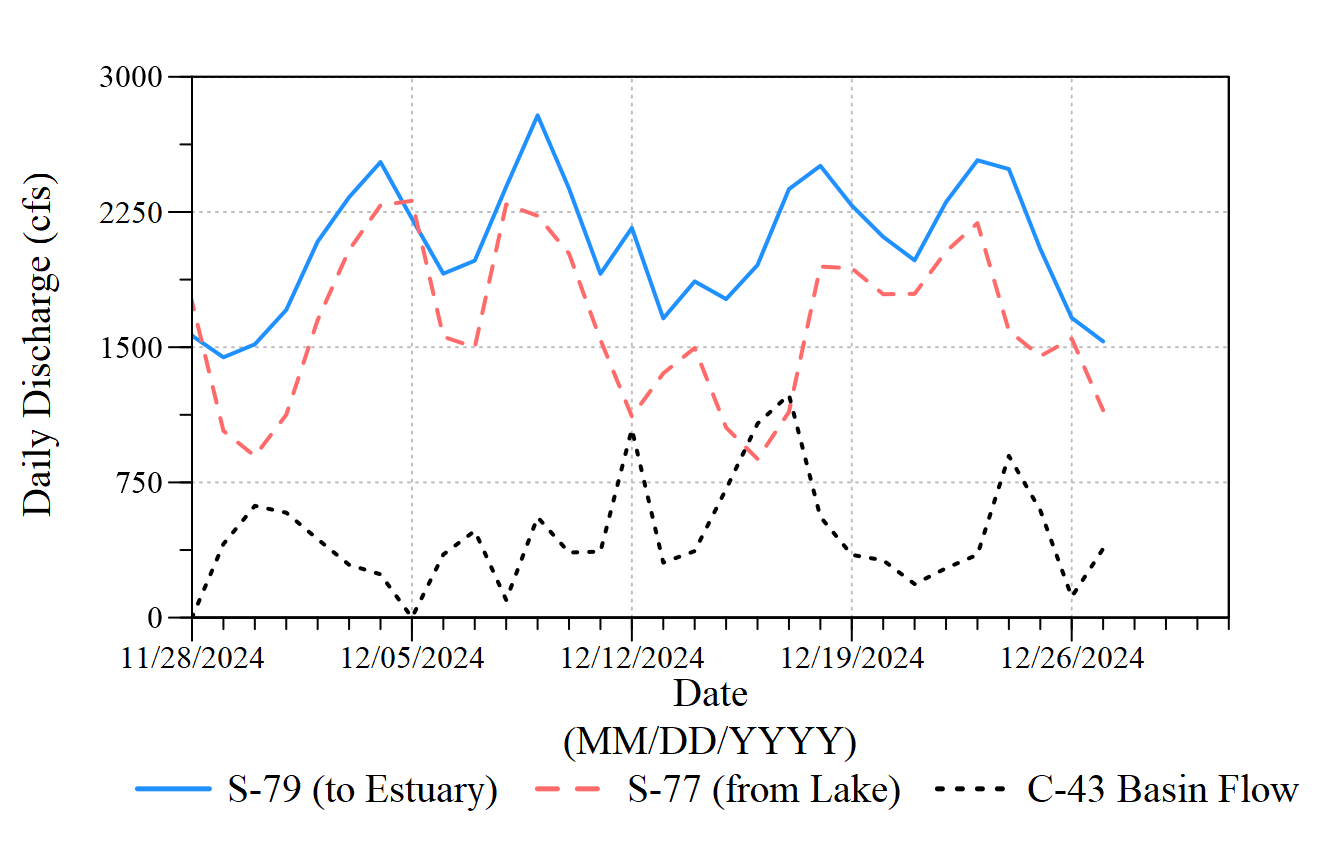 3000
2250
1500
750
0
Daily Discharge (cfs)
11/28/2024 12/05/2024 12/12/2024 12/19/2024 12/26/2024
Date
(MM/DD/YYYY)
S-79 (to Estuary) S-77 (from Lake) C-43 Basin Flow